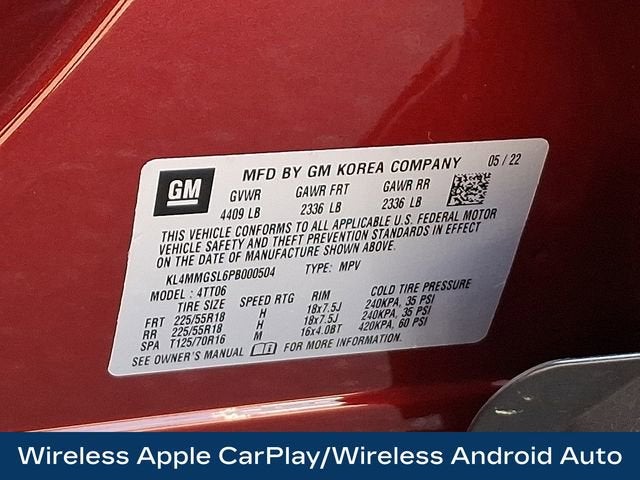 GM
MFD BY GM KOREA COMPANY 05 / 22
GVWR GAWR FRT GAWR RR
4409 LB 2336 LB 2336 LB
THIS VEHICLE CONFORMS TO ALL APPLICABLE U.S. FEDERAL MOTOR
VEHICLE SAFETY AND THEFT PREVENTION STANDARDS IN EFFECT
ON THE DATE OF MANUFACTURE SHOWN ABOVE.
KL4MMGSL6PB000504 TYPE: MPV
MODEL : 4TT06
TIRE SIZE SPEED RTG RIM COLD TIRE PRESSURE
FRT 225/55R18 H 18x7.5J 240KPA, 35 PSI
RR 225/55R18 H 18x7.5J 240KPA, 35 PSI
SPA T125/70R16 M 16x4.0BT 420KPA, 60 PSI
SEE OWNER'S MANUAL FOR MORE INFORMATION.
Wireless Apple CarPlay/Wireless Android Auto